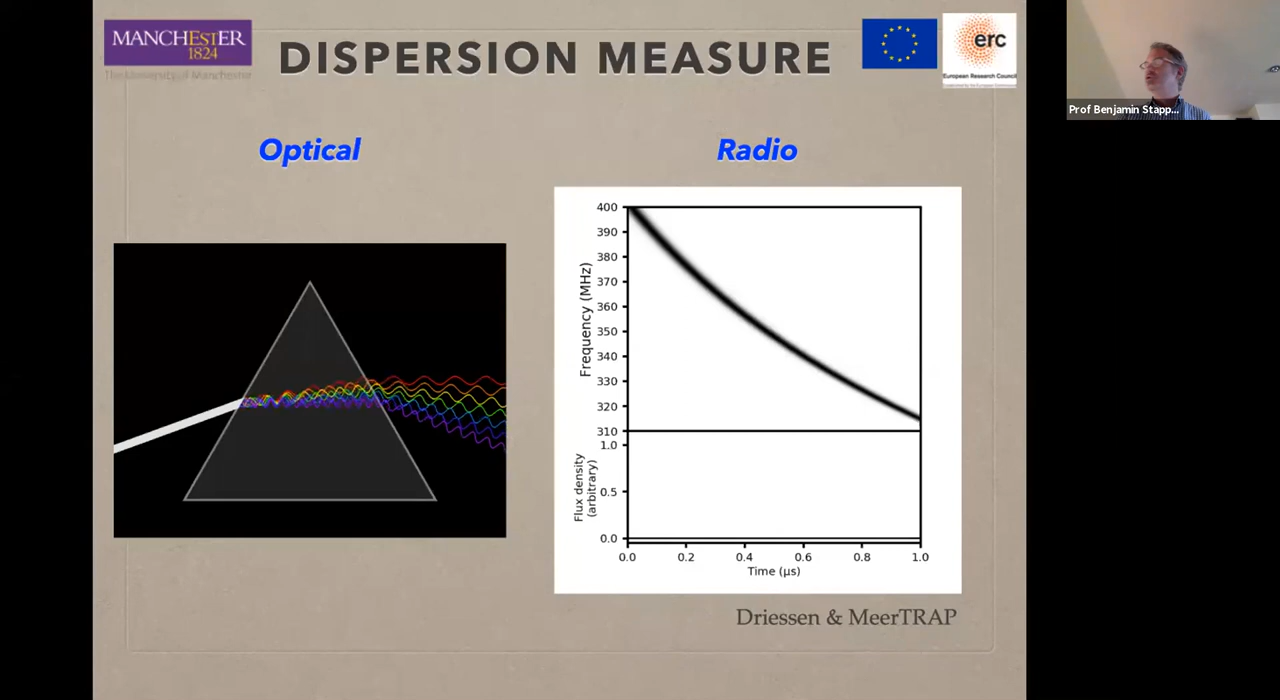 MANCHESTER
1824
The University of Manchester
DISPERSION MEASURE
erc
European Research Council
Prof Benjamin Stapp...
Optical
Radio
400
390
380
370
360
350
340
330
320
310
Frequency (MHz)
1.0
0.5
0.0
Flux density
(arbitrary)
0.0 0.2 0.4 0.6 0.8 1.0
Time (μs)
Driessen & MeerTRAP